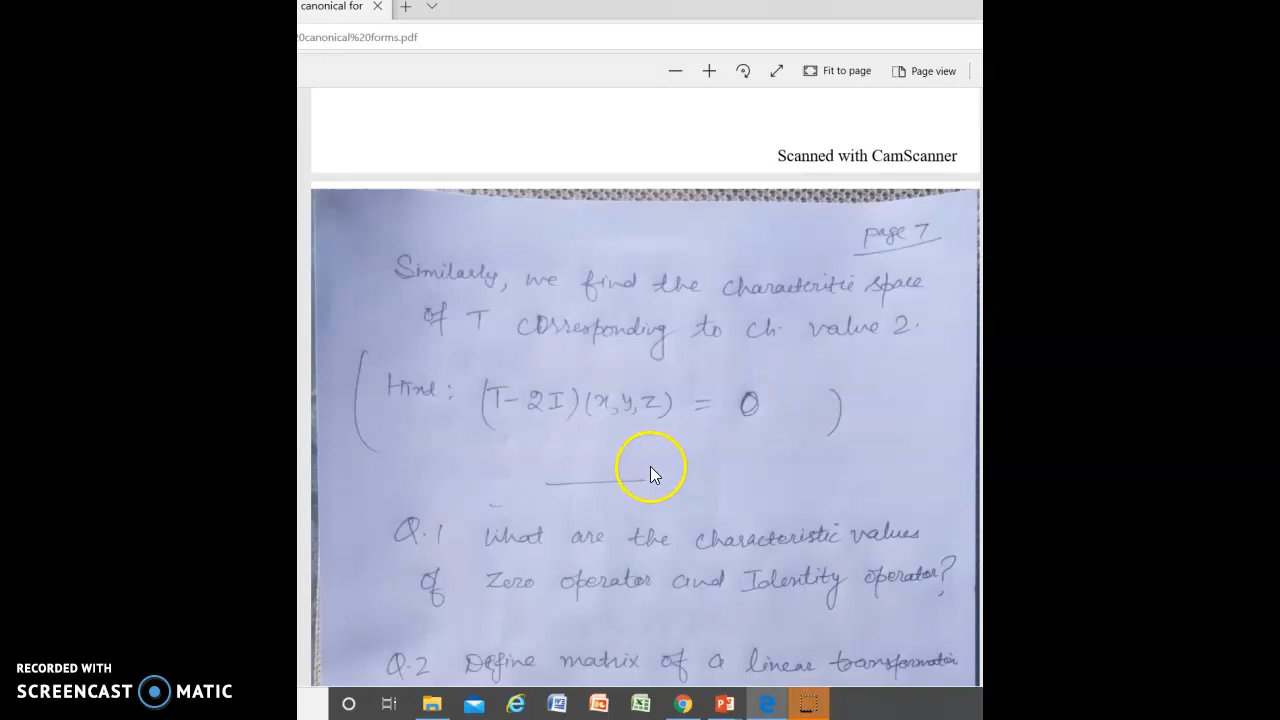 canonical for
20canonical%20forms.pdf
Fit to page
Page view
Scanned with CamScanner
page 7
Similarly, we find the characteritic space
of T corresponding to ch. value 2.
Hint: (T-2I)(x,y,z) = 0 )
Q.1 What are the characteristic values
of Zero operator and Identity operator?
Q.2 Define matrix of a linear transformation
RECORDED WITH
SCREENCAST MATIC